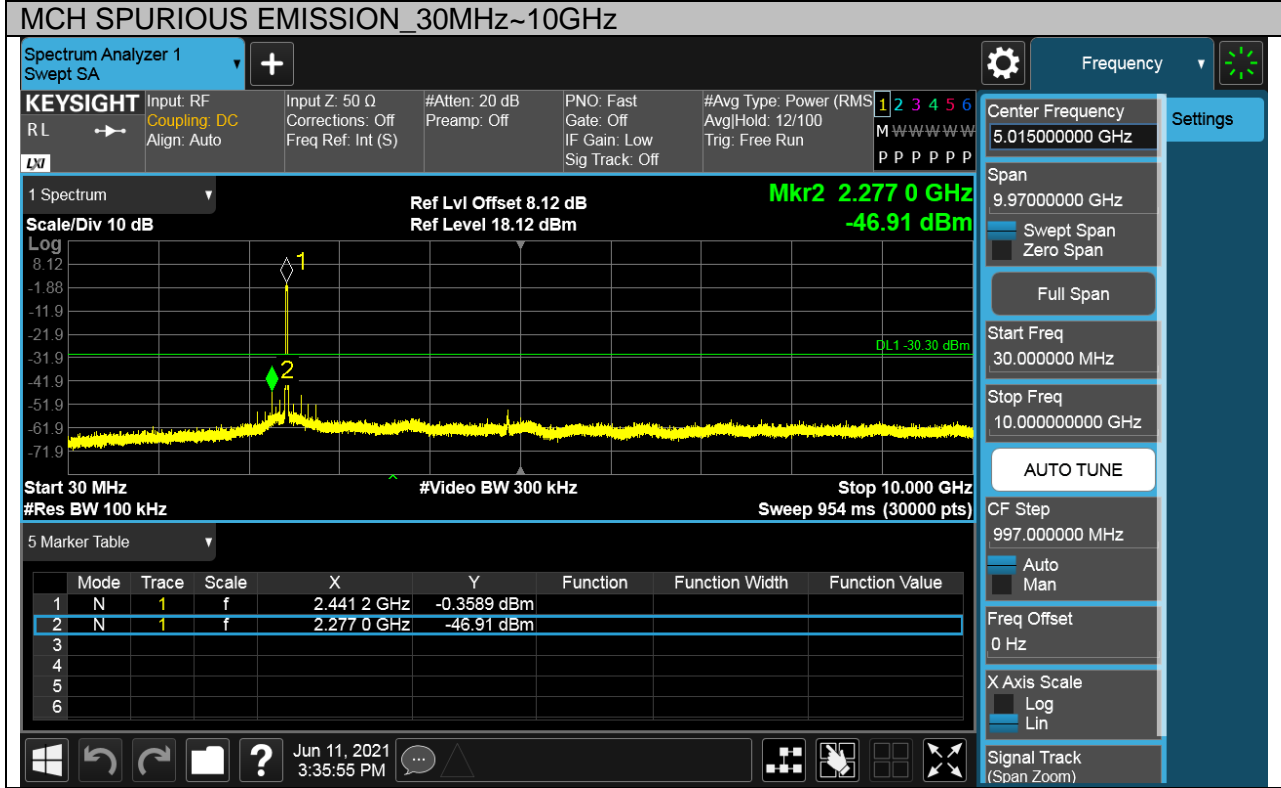 MCH SPURIOUS EMISSION_30MHz~10GHz
Spectrum Analyzer 1
Swept SA
+
Frequency
KEYSIGHT
RL
LXI
Input: RF
Coupling: DC
Align: Auto
Input Z: 50 Ω
Corrections: Off
Freq Ref: Int (S)
#Atten: 20 dB
Preamp: Off
PNO: Fast
Gate: Off
IF Gain: Low
Sig Track: Off
#Avg Type: Power (RMS
Avg|Hold: 12/100
Trig: Free Run
1 2 3 4 5 6
M W W W W W
P P P P P P
Center Frequency
5.015000000 GHz
Settings
Span
9.97000000 GHz
Swept Span
Zero Span
Full Span
Start Freq
30.000000 MHz
Stop Freq
10.000000000 GHz
AUTO TUNE
CF Step
997.000000 MHz
Auto
Man
Freq Offset
0 Hz
X Axis Scale
Log
Lin
Signal Track
(Span Zoom)
1 Spectrum
Scale/Div 10 dB
Ref Lvl Offset 8.12 dB
Ref Level 18.12 dBm
Mkr2 2.277 0 GHz
-46.91 dBm
Log
8.12
-1.88
-11.9
-21.9
-31.9
-41.9
-51.9
-61.9
-71.9
1
2
DL1 -30.30 dBm
Start 30 MHz
#Res BW 100 kHz
#Video BW 300 kHz
Stop 10.000 GHz
Sweep 954 ms (30000 pts)
5 Marker Table
Mode Trace Scale X Y Function Function Width Function Value
1 N 1 f 2.441 2 GHz -0.3589 dBm
2 N 1 f 2.277 0 GHz -46.91 dBm
3
4
5
6
?
Jun 11, 2021
3:35:55 PM